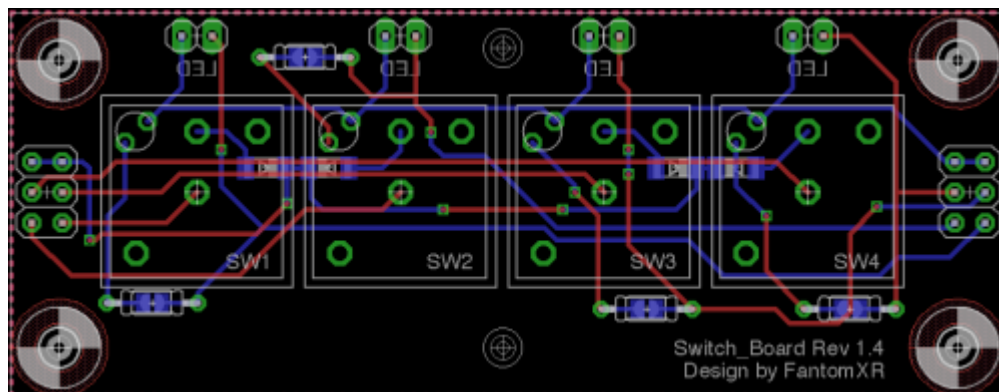 LED LED LED LED
SW1 SW2 SW3 SW4
Switch_Board Rev 1.4
Design by FantomXR